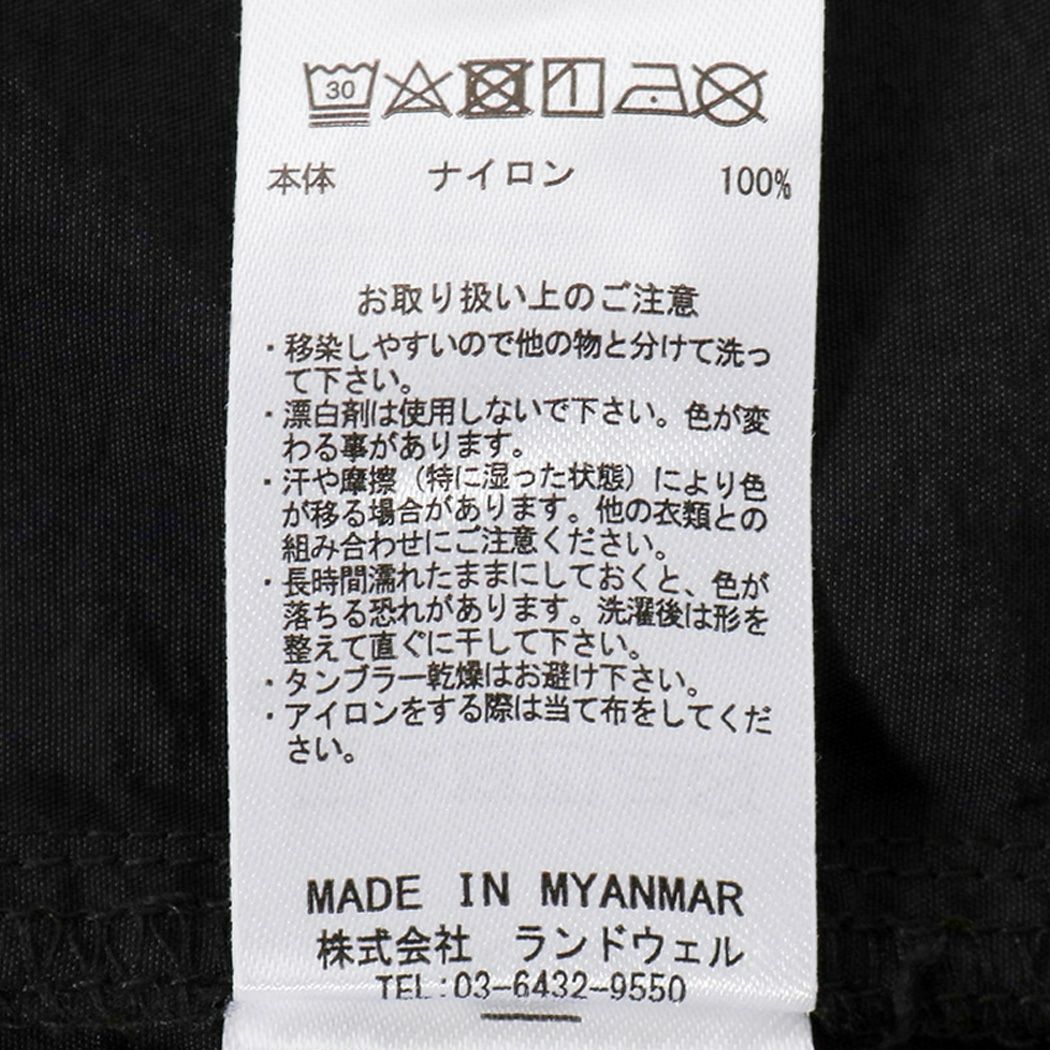 30
本体 ナイロン 100%
お取り扱い上のご注意
・移染しやすいので他の物と分けて洗っ
て下さい。
・漂白剤は使用しないで下さい。色が変
わる事があります。
・汗や摩擦（特に湿った状態）により色
が移る場合があります。他の衣類との
組み合わせにご注意ください。
・長時間濡れたままにしておくと、色が
落ちる恐れがあります。洗濯後は形を
整えて直ぐに干して下さい。
・タンブラー乾燥はお避け下さい。
・アイロンをする際は当て布をしてくだ
さい。
MADE IN MYANMAR
株式会社 ランドウェル
TEL:03-6432-9550